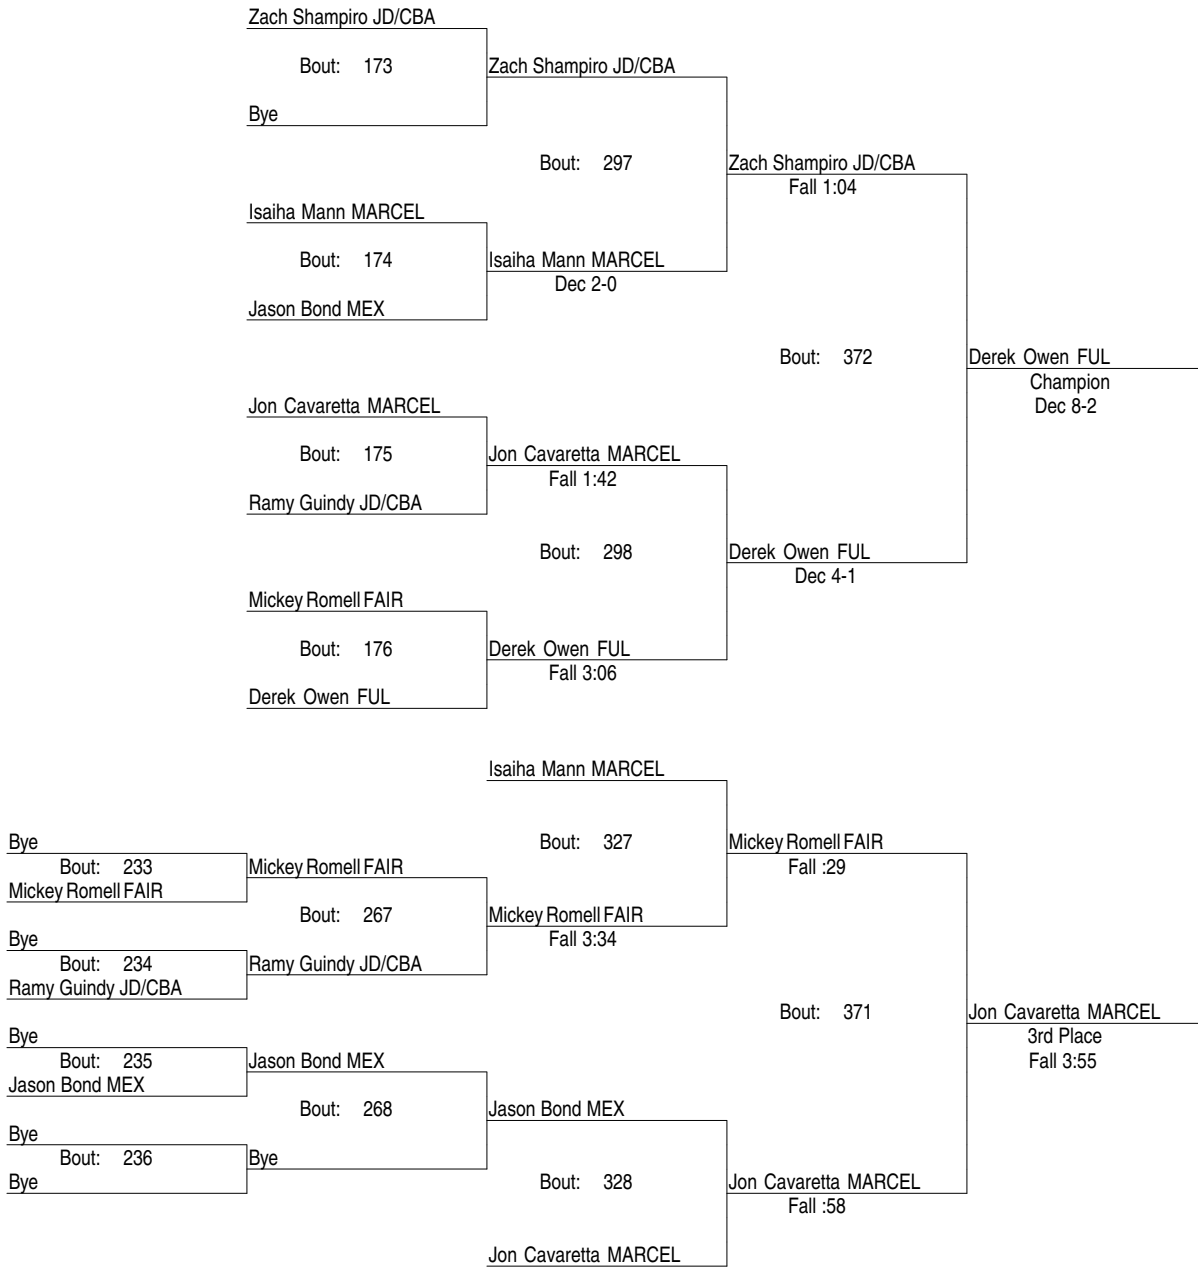 Zach Shampiro JD/CBA
Bout: 173
Zach Shampiro JD/CBA
Bye
Bout: 297
Zach Shampiro JD/CBA
Fall 1:04
Isaiha Mann MARCEL
Bout: 174
Isaiha Mann MARCEL
Dec 2-0
Jason Bond MEX
Bout: 372
Derek Owen FUL
Champion
Dec 8-2
Jon Cavaretta MARCEL
Bout: 175
Jon Cavaretta MARCEL
Fall 1:42
Ramy Guindy JD/CBA
Bout: 298
Derek Owen FUL
Dec 4-1
Mickey Romell FAIR
Bout: 176
Derek Owen FUL
Fall 3:06
Derek Owen FUL
Isaiha Mann MARCEL
Bye
Bout: 327
Mickey Romell FAIR
Fall :29
Bout: 233
Mickey Romell FAIR
Mickey Romell FAIR
Bout: 267
Mickey Romell FAIR
Fall 3:34
Bye
Bout: 234
Ramy Guindy JD/CBA
Ramy Guindy JD/CBA
Bout: 371
Jon Cavaretta MARCEL
3rd Place
Fall 3:55
Bye
Bout: 235
Jason Bond MEX
Jason Bond MEX
Bout: 268
Jason Bond MEX
Bye
Bout: 236
Bye
Bye
Bout: 328
Jon Cavaretta MARCEL
Fall :58
Jon Cavaretta MARCEL